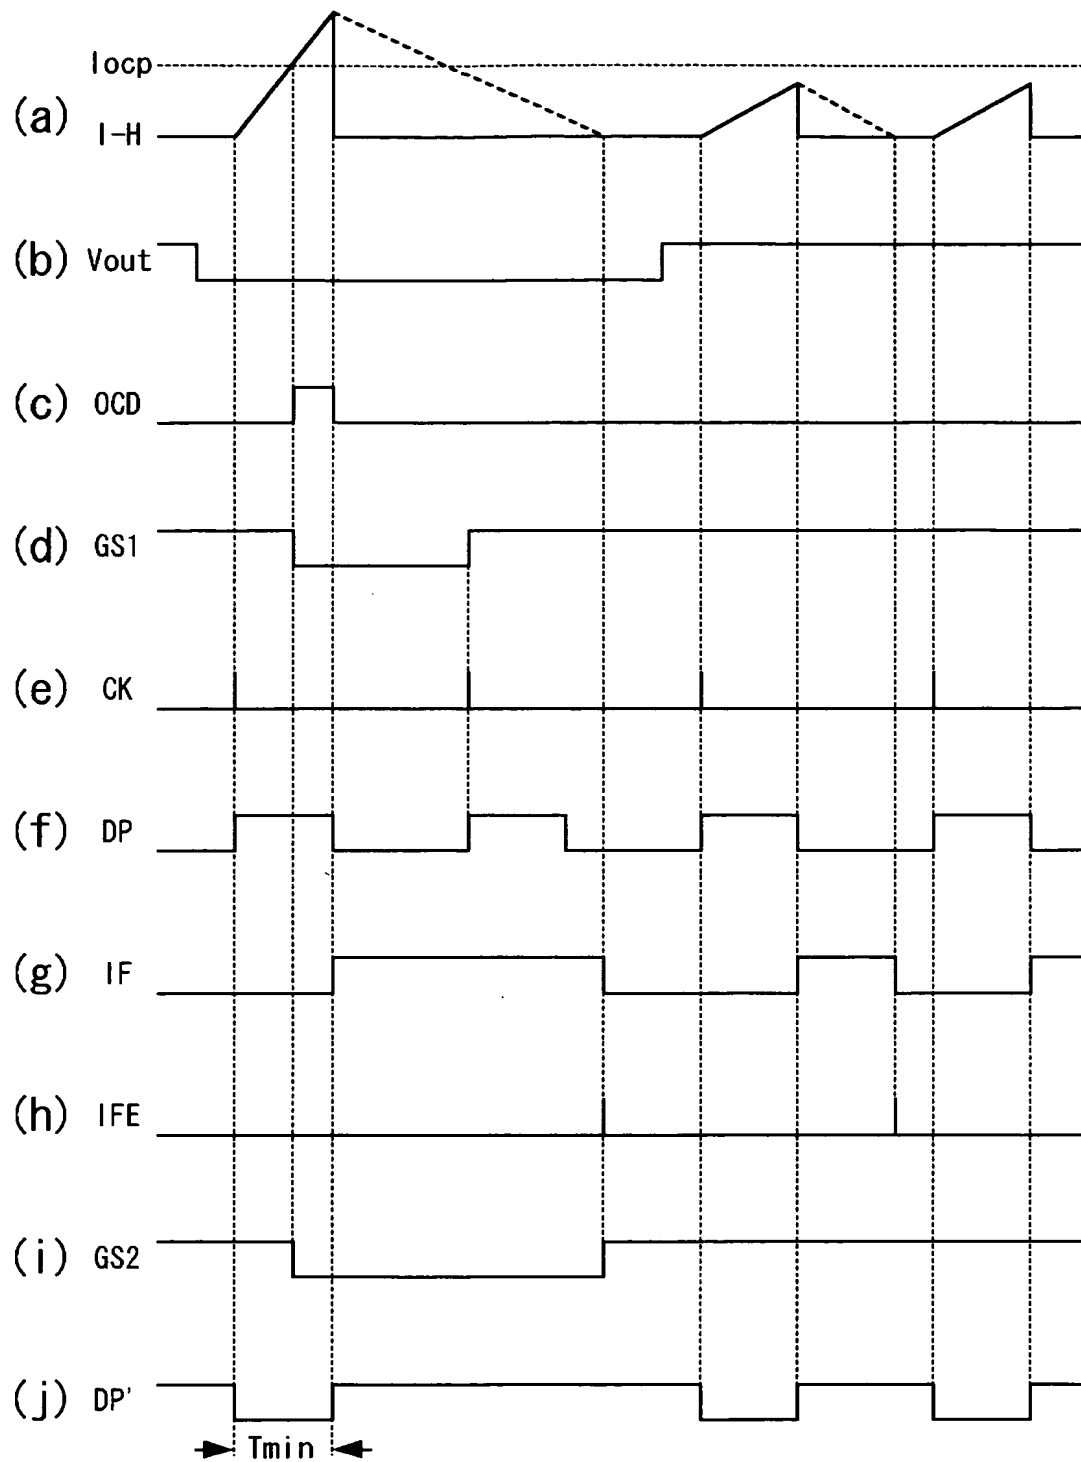 Iocp
(a) I-H
(b) Vout
(c) OCD
(d) GS1
(e) CK
(f) DP
(g) IF
(h) IFE
(i) GS2
(j) DP'
Tmin